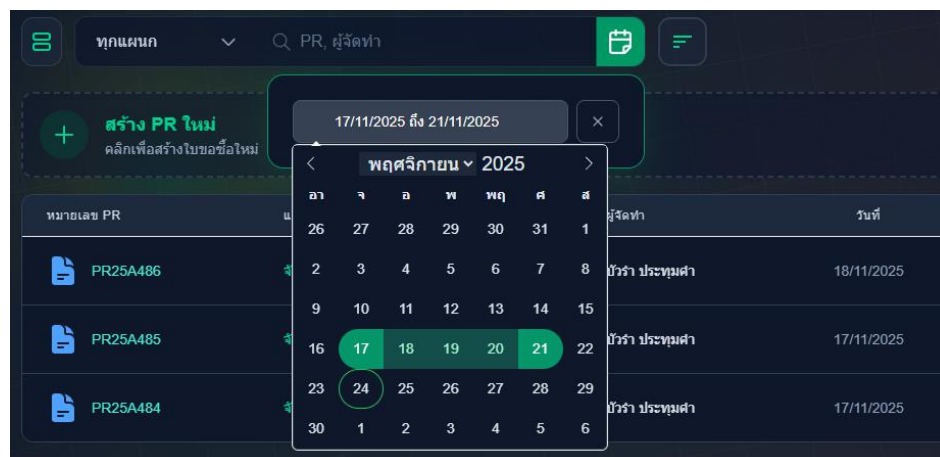 ทุกแผนก
PR, ผู้จัดทำ
สร้าง PR ใหม่
คลิกเพื่อสร้างใบขอซื้อใหม่
17/11/2025 ถึง 21/11/2025
พฤศจิกายน 2025
อา จ อ พ พฤ ศ ส
26 27 28 29 30 31 1
2 3 4 5 6 7 8
9 10 11 12 13 14 15
16 17 18 19 20 21 22
23 24 25 26 27 28 29
30 1 2 3 4 5 6
หมายเลข PR ผู้จัดทำ วันที่
PR25A486 บัวรำ ประทุมศำ 18/11/2025
PR25A485 บัวรำ ประทุมศำ 17/11/2025
PR25A484 บัวรำ ประทุมศำ 17/11/2025